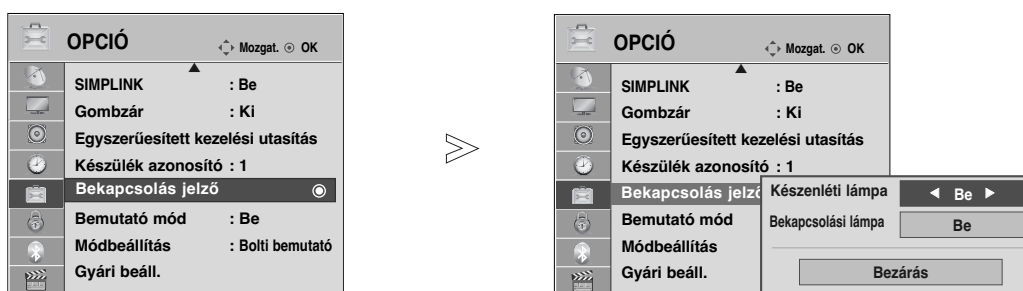 OPCIÓ Mozgat. OK
SIMPLINK : Be
Gombzár : Ki
Egyszerűesített kezelési utasítás
Készülék azonosító : 1
Bekapcsolás jelző
Bemutató mód : Be
Módbeállítás : Bolti bemutató
Gyári beáll.
OPCIÓ Mozgat. OK
SIMPLINK : Be
Gombzár : Ki
Egyszerűesített kezelési utasítás
Készülék azonosító : 1
Bekapcsolás jelző
Bemutató mód
Módbeállítás
Gyári beáll.
Készenléti lámpa ◀ Be ▶
Bekapcsolási lámpa Be
Bezárás